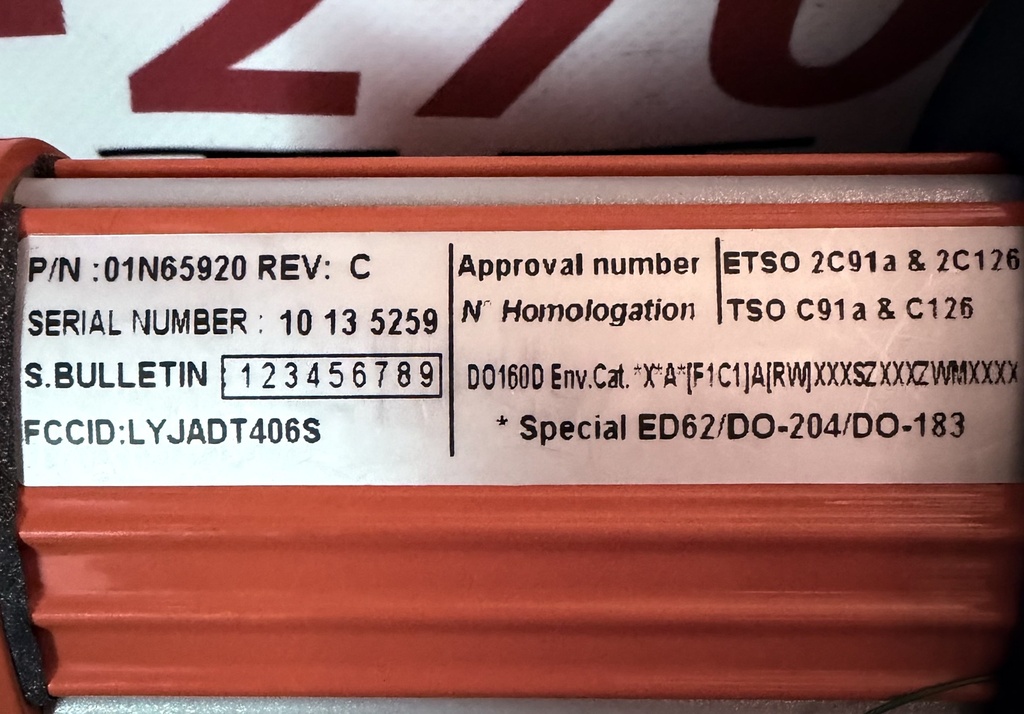 -270
P/N :01N65920 REV: C
SERIAL NUMBER : 10 13 5259
S.BULLETIN 123456789
FCCID:LYJADT406S
Approval number
N° Homologation
ETSO 2C91a & 2C126
TSO C91a & C126
DO160D Env.Cat.*X*A*[F1C1]A[RW]XXXSZXXXZWMXXXX
* Special ED62/DO-204/DO-183